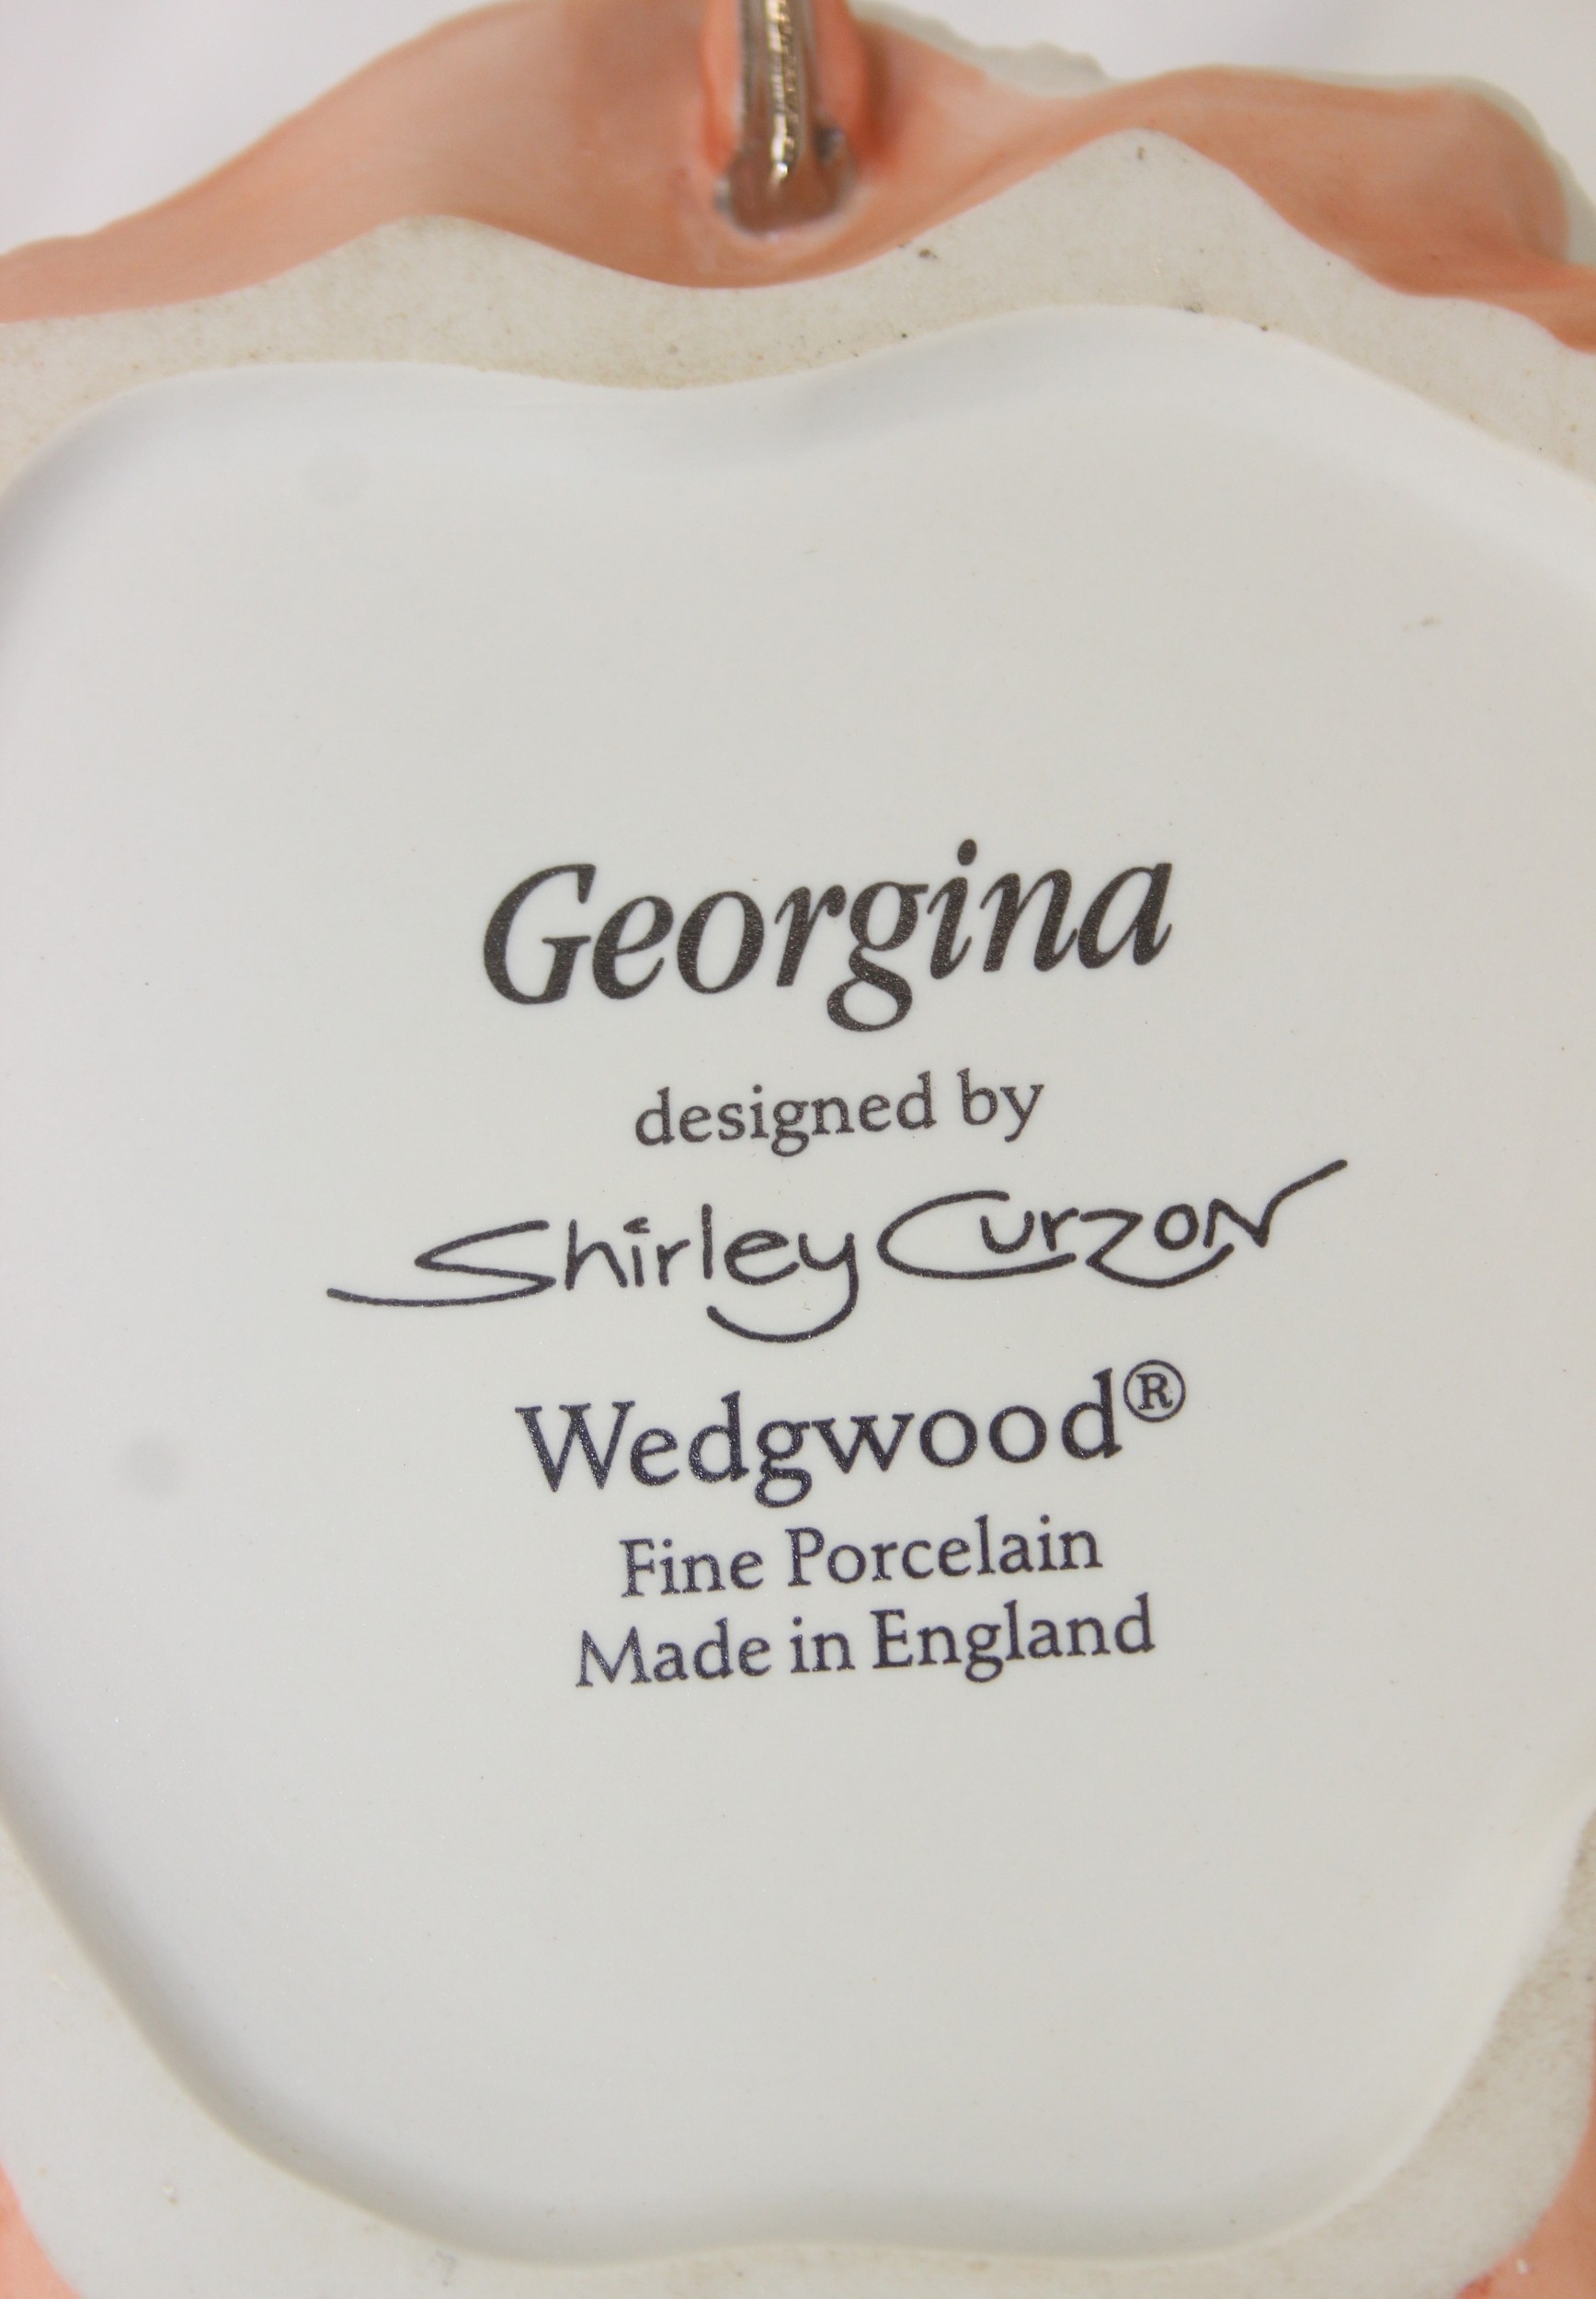 Georgina
designed by
Shirley Curzon
Wedgwood®
Fine Porcelain
Made in England